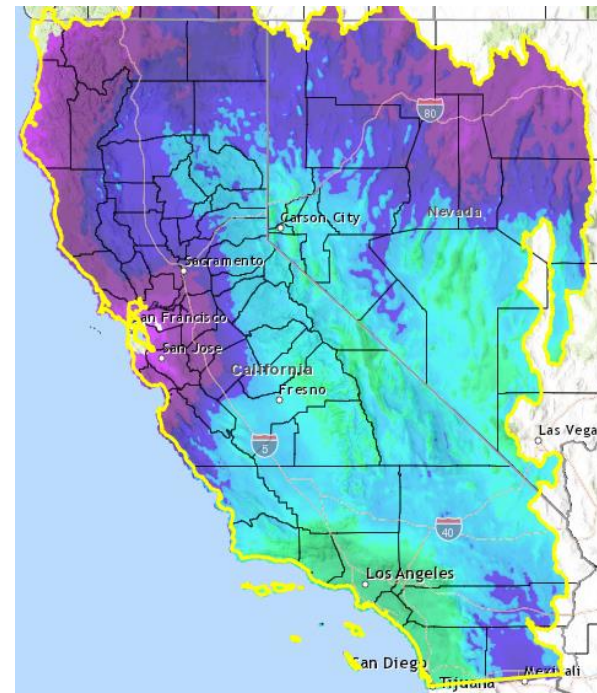 80
Carson City
Nevada
Sacramento
an Francisco
San Jose
California
Fresno
5
Las Vega
40
Los Angeles
San Diego
Tijuana
Mexicali